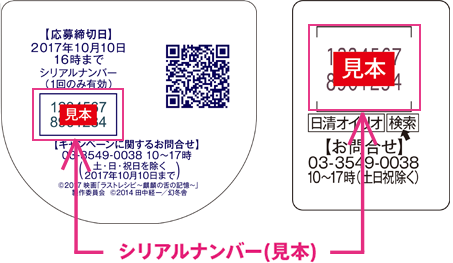 【応募締切日】
2017年10月10日
16時まで
シリアルナンバー
(1回のみ有効)
1234567
8901234
見本
【キャンペーンに関するお問合せ】
03-3549-0038 10〜17時
(土・日・祝日を除く)
(2017年10月10日まで)
©2017 映画「ラストレシピ〜麒麟の舌の記憶〜」
製作委員会 ©2014 田中経一/幻冬舎
1234567
8901234
見本
日清オイリオ 検索
【お問合せ】
03-3549-0038
10〜17時(土日祝除く)
シリアルナンバー(見本)